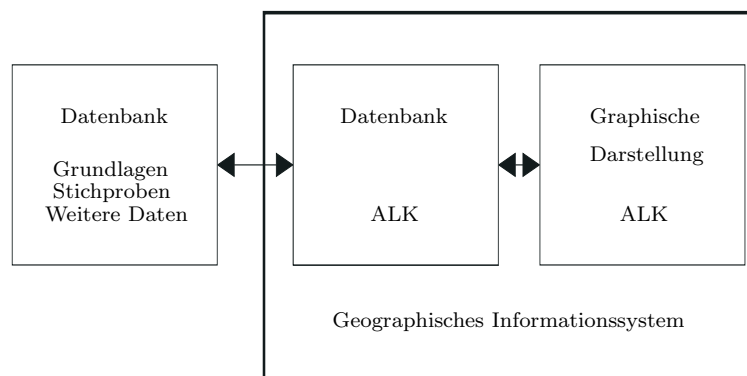 Datenbank
Grundlagen
Stichproben
Weitere Daten
Datenbank
ALK
Graphische
Darstellung
ALK
Geographisches Informationssystem